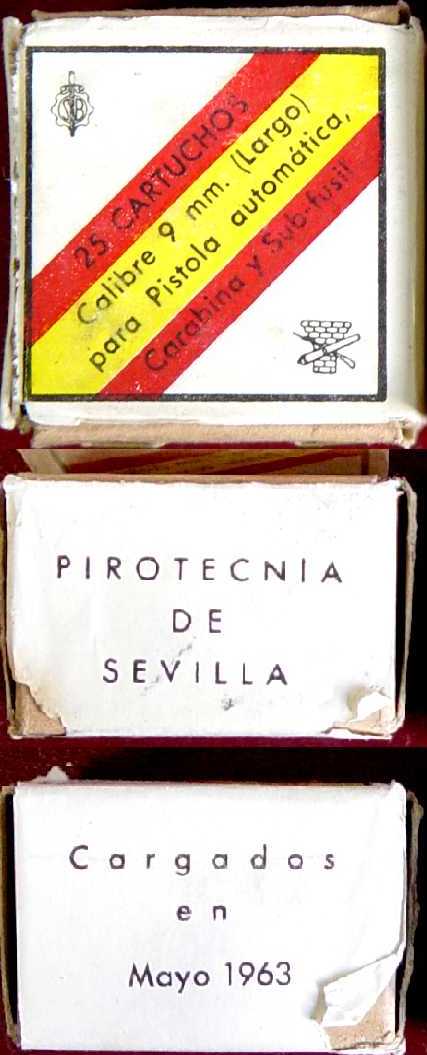 25 CARTUCHOS
Calibre 9 mm. (Largo)
para Pistola automática,
Carabina y Sub-fusil
PIROTECNIA
DE
SEVILLA
Cargados
en
Mayo 1963